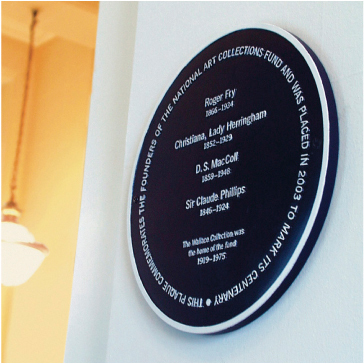 THIS PLAQUE COMMEMORATES THE FOUNDERS OF THE NATIONAL ART COLLECTIONS FUND AND WAS PLACED IN 2003 TO MARK ITS CENTENARY
Roger Fry
1866-1934
Christiana, Lady Herringham
1852-1929
D.S. MacColl
1859-1948
Sir Claude Phillips
1846-1924
The Wallace Collection was
the home of the fund
1919-1975